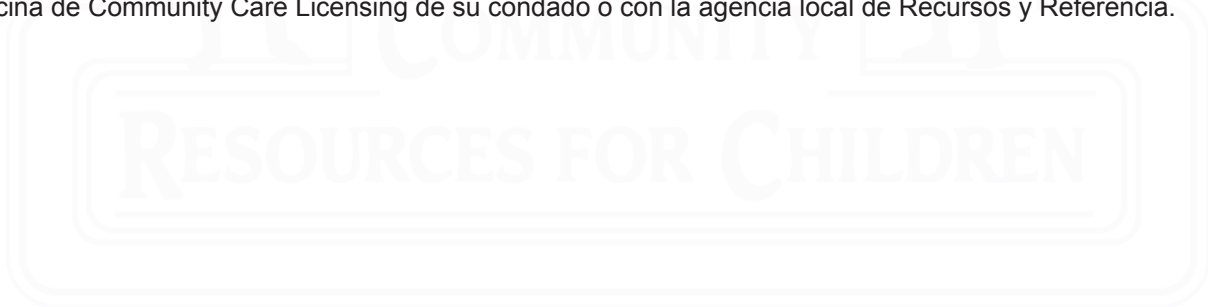 cina de Community Care Licensing de su condado o con la agencia local de Recursos y Referencia.
COMMUNITY
RESOURCES FOR CHILDREN